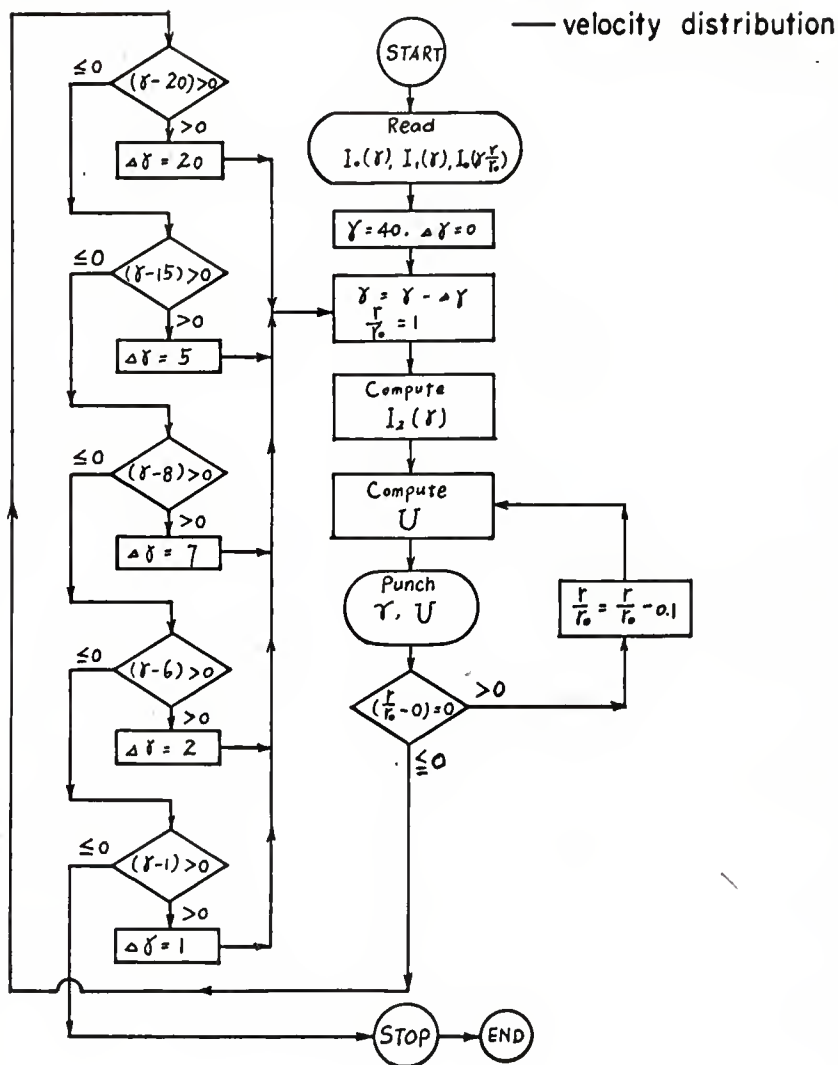 — velocity distribution
START
Read
I₀(γ), I₁(γ), I₀(γ r/r₀)
γ = 40. Δγ = 0
γ = γ - Δγ
r/r₀ = 1
Compute
I₂(γ)
Compute
U
Punch
γ, U
(r/r₀ - 0) = 0
>0
≦0
r/r₀ = r/r₀ - 0.1
(γ-20)>0
≦0
>0
Δγ = 20
(γ-15)>0
≦0
>0
Δγ = 5
(γ-8)>0
≦0
>0
Δγ = 7
(γ-6)>0
≦0
>0
Δγ = 2
(γ-1)>0
≦0
>0
Δγ = 1
STOP
END